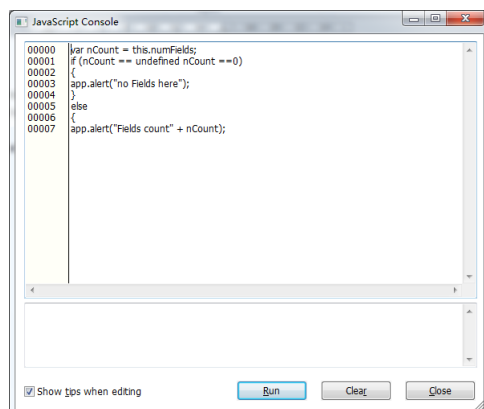 JavaScript Console
00000 var nCount = this.numFields;
00001 if (nCount == undefined nCount ==0)
00002 {
00003 app.alert("no Fields here");
00004 }
00005 else
00006 {
00007 app.alert("Fields count" + nCount);
Show tips when editing
Run
Clear
Close